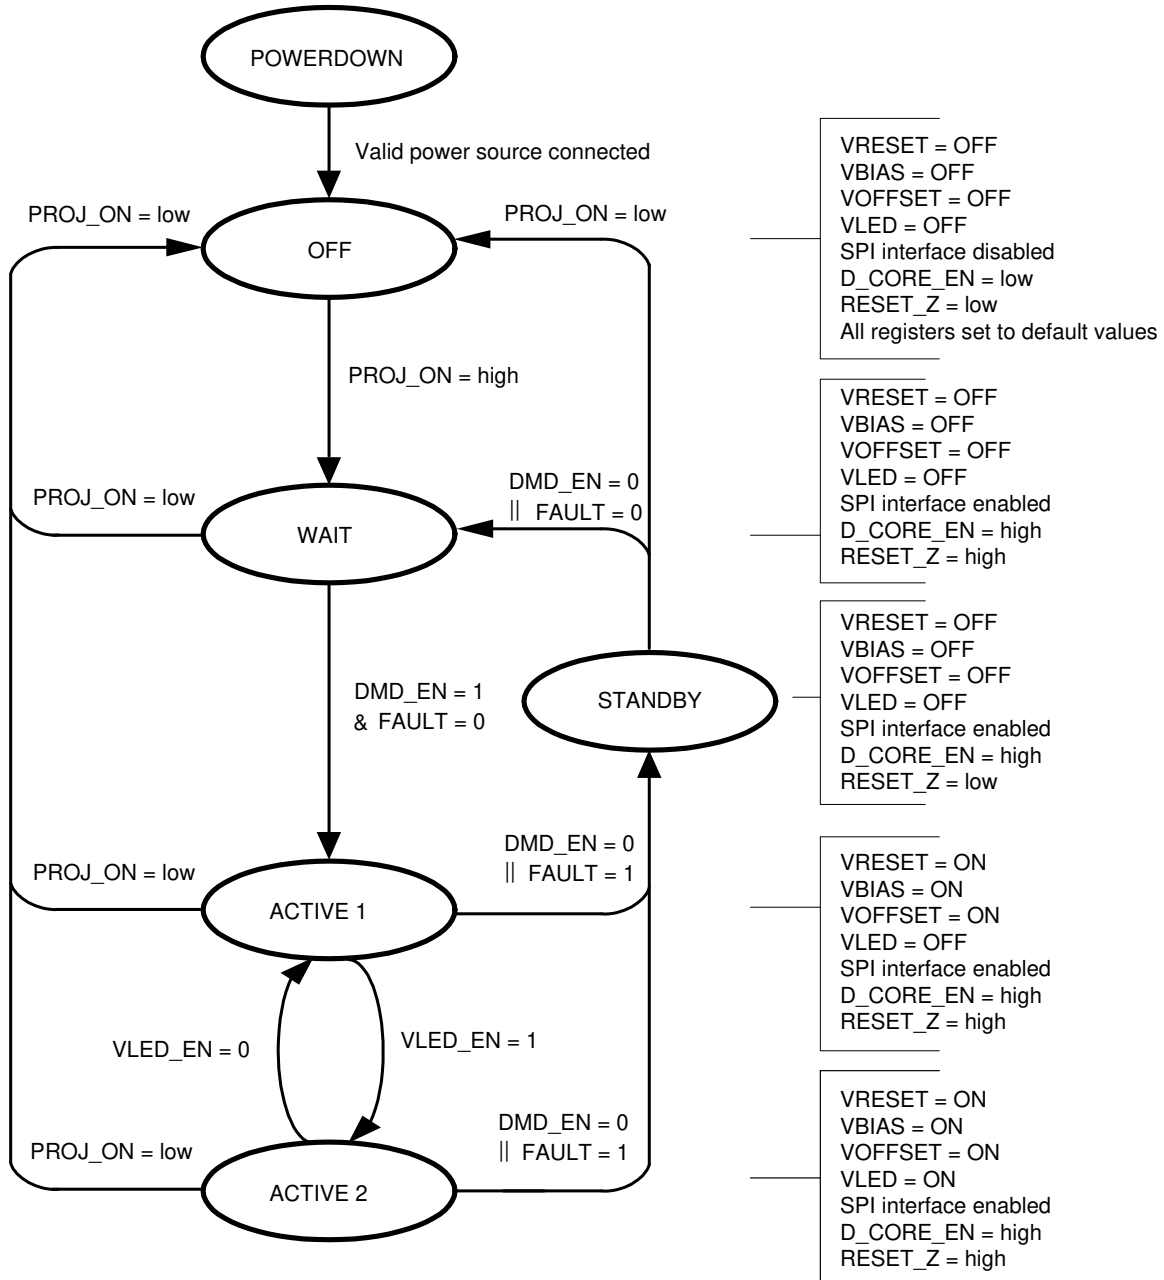 POWERDOWN
Valid power source connected
PROJ_ON = low
PROJ_ON = low
OFF
VRESET = OFF
VBIAS = OFF
VOFFSET = OFF
VLED = OFF
SPI interface disabled
D_CORE_EN = low
RESET_Z = low
All registers set to default values
PROJ_ON = high
PROJ_ON = low
WAIT
DMD_EN = 0
|| FAULT = 0
VRESET = OFF
VBIAS = OFF
VOFFSET = OFF
VLED = OFF
SPI interface enabled
D_CORE_EN = high
RESET_Z = high
DMD_EN = 1
& FAULT = 0
STANDBY
VRESET = OFF
VBIAS = OFF
VOFFSET = OFF
VLED = OFF
SPI interface enabled
D_CORE_EN = high
RESET_Z = low
PROJ_ON = low
ACTIVE 1
DMD_EN = 0
|| FAULT = 1
VRESET = ON
VBIAS = ON
VOFFSET = ON
VLED = OFF
SPI interface enabled
D_CORE_EN = high
RESET_Z = high
VLED_EN = 0
VLED_EN = 1
PROJ_ON = low
ACTIVE 2
DMD_EN = 0
|| FAULT = 1
VRESET = ON
VBIAS = ON
VOFFSET = ON
VLED = ON
SPI interface enabled
D_CORE_EN = high
RESET_Z = high